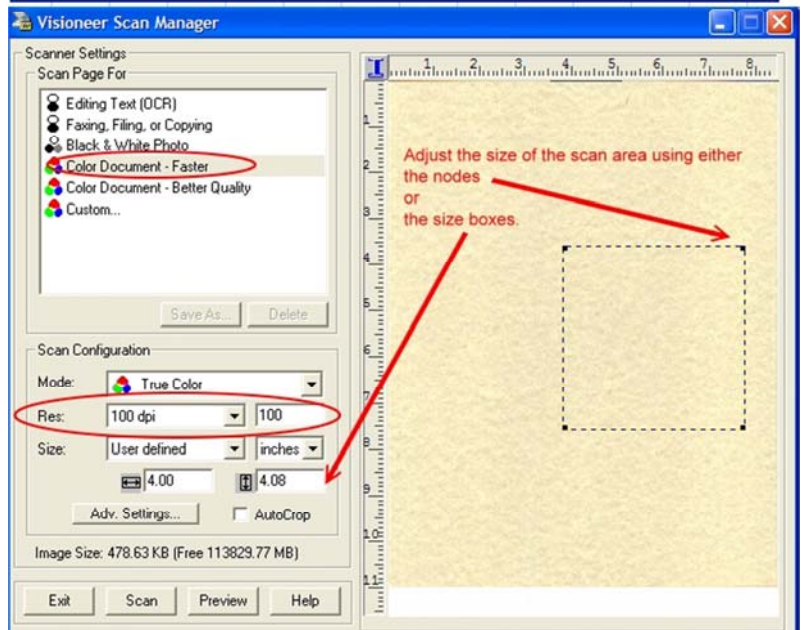 Visioneer Scan Manager
Scanner Settings
Scan Page For
Editing Text (OCR)
Faxing, Filing, or Copying
Black & White Photo
Color Document - Faster
Color Document - Better Quality
Custom...
Save As... Delete
Scan Configuration
Mode: True Color
Res: 100 dpi 100
Size: User defined inches
4.00 4.08
Adv. Settings... AutoCrop
Image Size: 478.63 KB (Free 113829.77 MB)
Exit Scan Preview Help
1 2 3 4 5 6 7 8
1
2
3
4
5
6
7
8
9
10
11
Adjust the size of the scan area using either
the nodes
or
the size boxes.